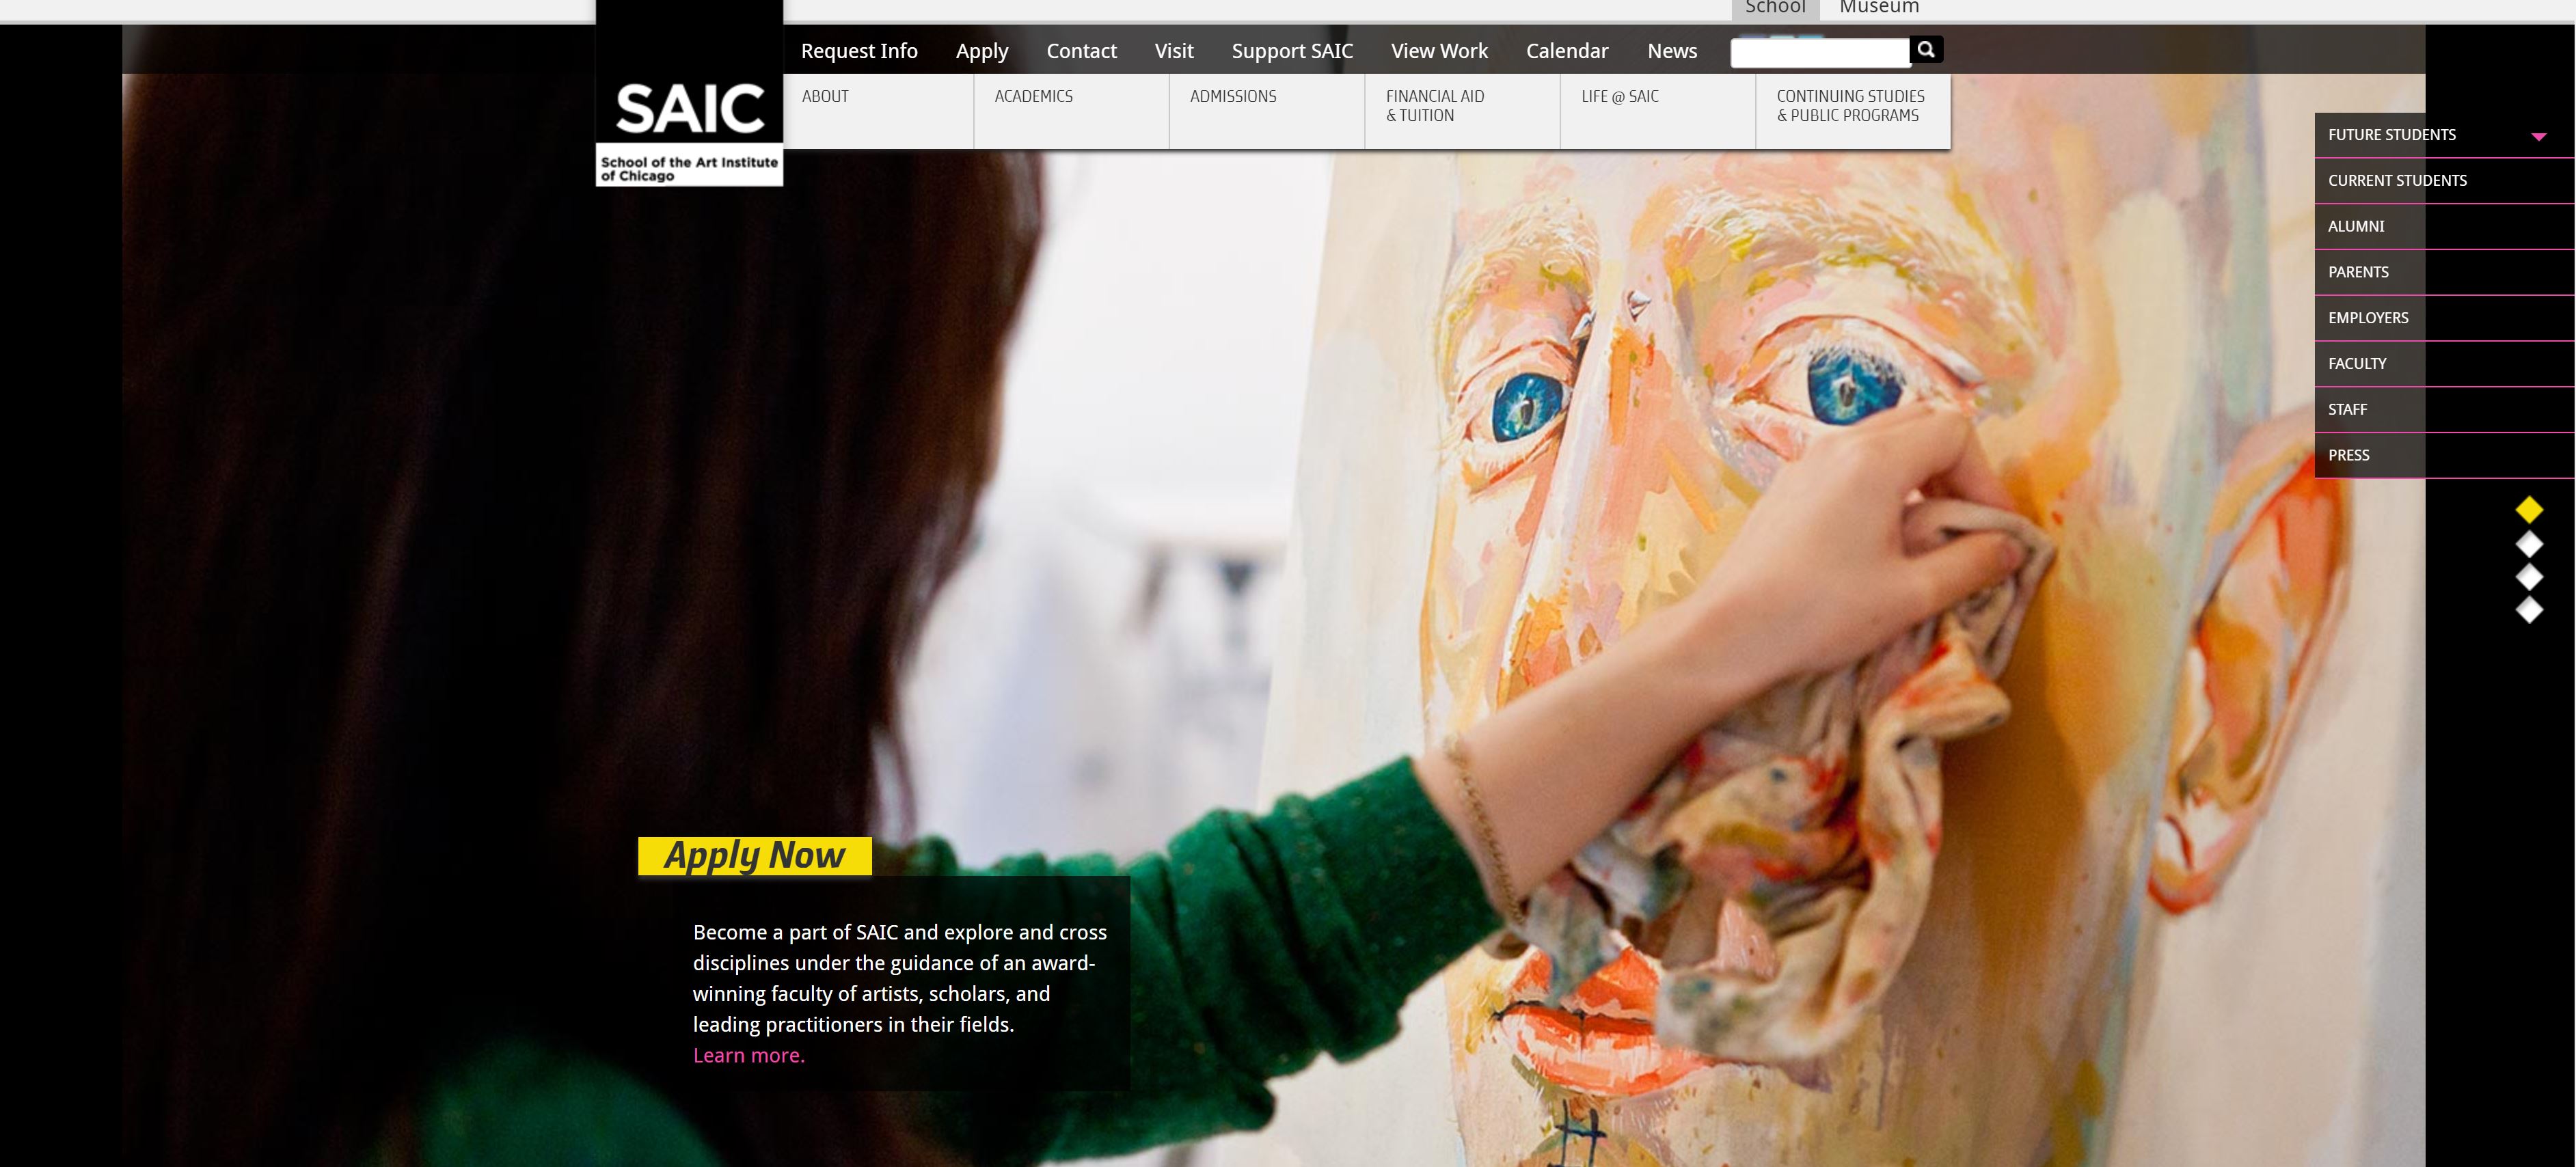 School
Museum
SAIC
School of the Art Institute
of Chicago
Request Info
Apply
Contact
Visit
Support SAIC
View Work
Calendar
News
ABOUT
ACADEMICS
ADMISSIONS
FINANCIAL AID
& TUITION
LIFE @ SAIC
CONTINUING STUDIES
& PUBLIC PROGRAMS
FUTURE STUDENTS
CURRENT STUDENTS
ALUMNI
PARENTS
EMPLOYERS
FACULTY
STAFF
PRESS
Apply Now
Become a part of SAIC and explore and cross
disciplines under the guidance of an award-
winning faculty of artists, scholars, and
leading practitioners in their fields.
Learn more.